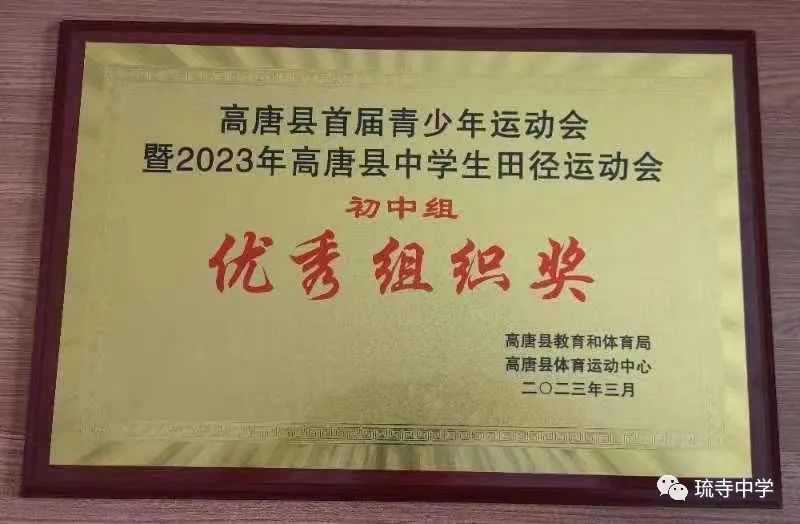 高唐县首届青少年运动会
暨2023年高唐县中学生田径运动会
初中组
优秀组织奖
高唐县教育和体育局
高唐县体育运动中心
二〇二三年三月
琉寺中学